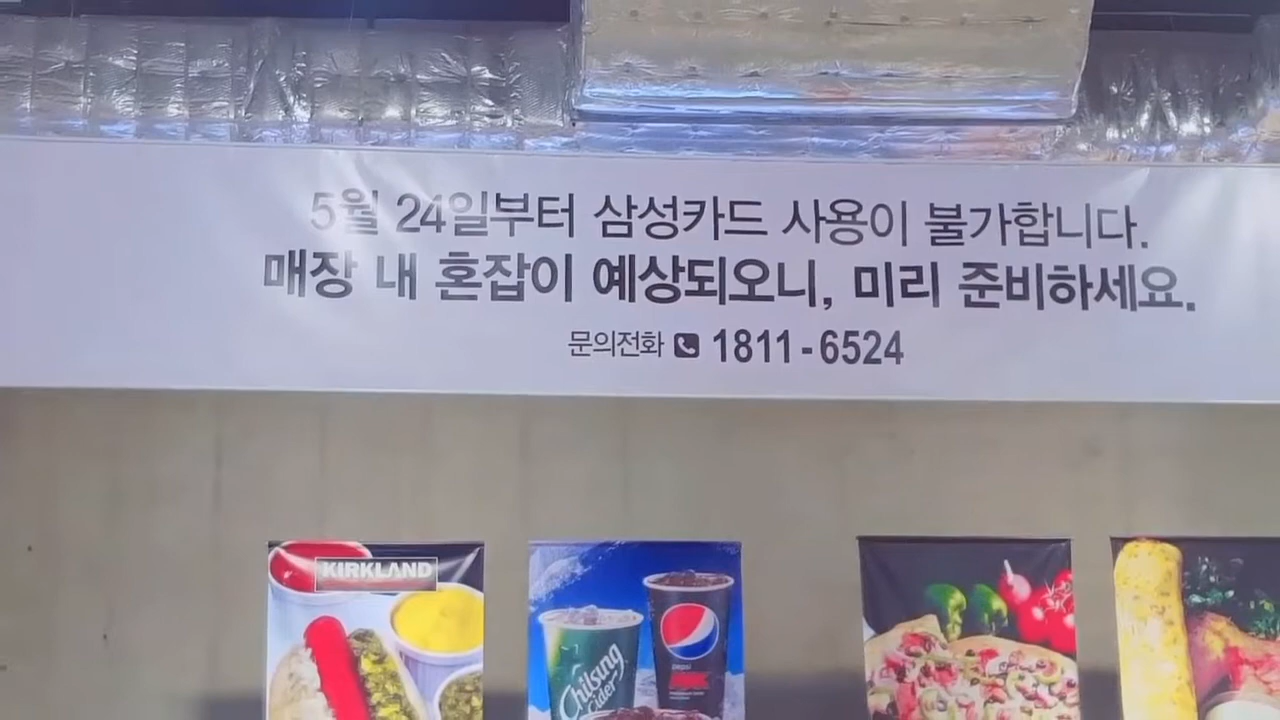 5월 24일부터 삼성카드 사용이 불가합니다.
매장 내 혼잡이 예상되오니, 미리 준비하세요.
문의전화 1811-6524
KIRKLAND
Chilsung
Cider
pepsi